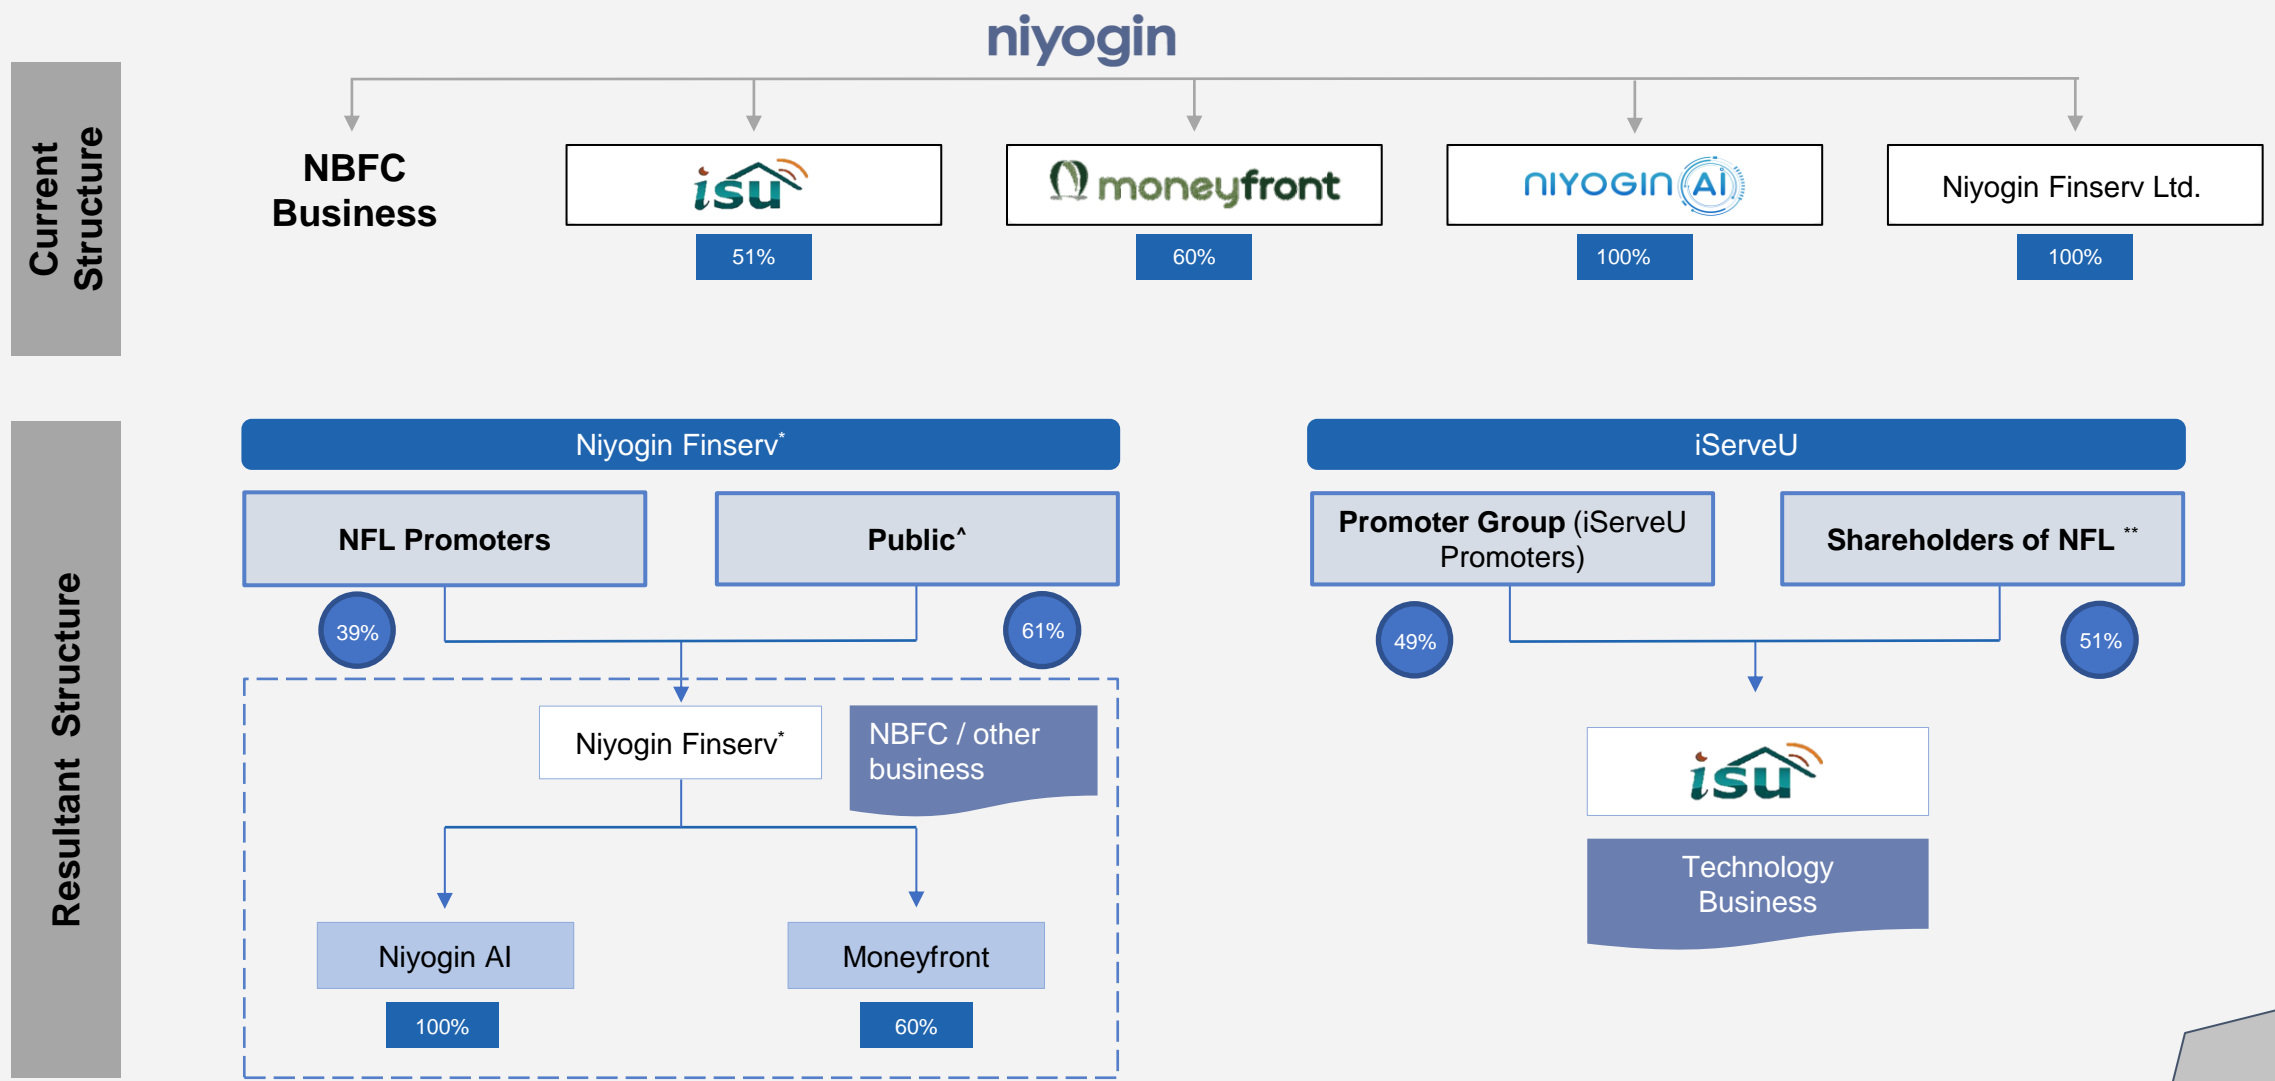 niyogin
Current
Structure
NBFC
Business
isu
moneyfront
NIYOGIN AI
Niyogin Finserv Ltd.
51%
60%
100%
100%
Resultant Structure
Niyogin Finserv*
iServeU
NFL Promoters
Public^
Promoter Group (iServeU
Promoters)
Shareholders of NFL **
39%
61%
49%
51%
Niyogin Finserv*
NBFC / other
business
isu
Technology
Business
Niyogin AI
Moneyfront
100%
60%